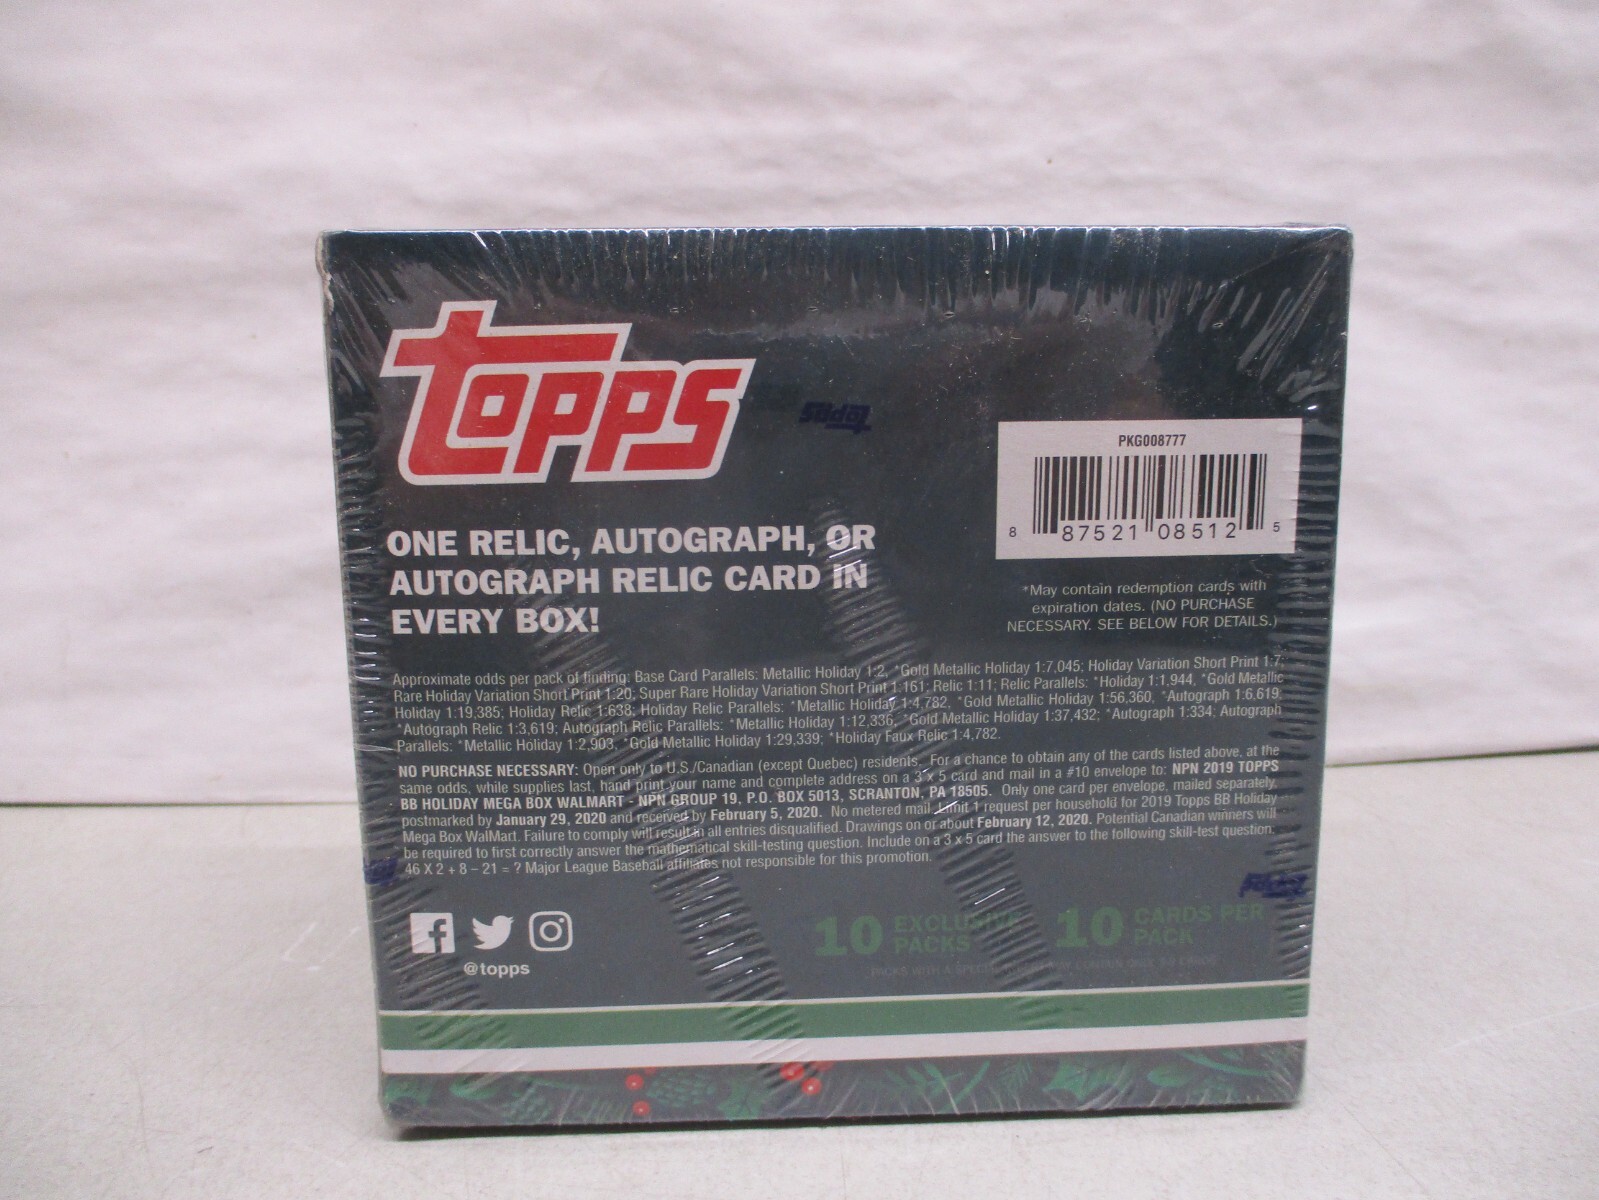 Topps
Topps
PKG008777
8 87521 08512 5
ONE RELIC, AUTOGRAPH, OR
AUTOGRAPH RELIC CARD IN
EVERY BOX!
*May contain redemption cards with
expiration dates. (NO PURCHASE
NECESSARY. SEE BELOW FOR DETAILS.)
Approximate odds per pack of finding: Base Card Parallels: Metallic Holiday 1:2, *Gold Metallic Holiday 1:7,045; Holiday Variation Short Print 1:7;
Rare Holiday Variation Short Print 1:20; Super Rare Holiday Variation Short Print 1:161; Relic 1:11; Relic Parallels: *Holiday 1:1,944, *Gold Metallic
Holiday 1:19,385; Holiday Relic 1:638; Holiday Relic Parallels: *Metallic Holiday 1:4,782, *Gold Metallic Holiday 1:56,360, *Autograph 1:6,619;
*Autograph Relic 1:3,619; Autograph Relic Parallels: *Metallic Holiday 1:12,336, *Gold Metallic Holiday 1:37,432; *Autograph 1:334; Autograph
Parallels: *Metallic Holiday 1:2,903, *Gold Metallic Holiday 1:29,339; *Holiday Faux Relic 1:4,782.
NO PURCHASE NECESSARY: Open only to U.S./Canadian (except Quebec) residents. For a chance to obtain any of the cards listed above, at the
same odds, while supplies last, hand print your name and complete address on a 3 x 5 card and mail in a #10 envelope to: NPN 2019 TOPPS
BB HOLIDAY MEGA BOX WALMART - NPN GROUP 19, P.O. BOX 5013, SCRANTON, PA 18505. Only one card per envelope, mailed separately,
postmarked by January 29, 2020 and received by February 5, 2020. No metered mail. Limit 1 request per household for 2019 Topps BB Holiday
Mega Box WalMart. Failure to comply will result in all entries disqualified. Drawings on or about February 12, 2020. Potential Canadian winners will
be required to first correctly answer the mathematical skill-testing question. Include on a 3 x 5 card the answer to the following skill-test question:
46 X 2 + 8 – 21 = ? Major League Baseball affiliates not responsible for this promotion.
Topps
@topps
10 EXCLUSIVE PACKS
10 CARDS PER PACK